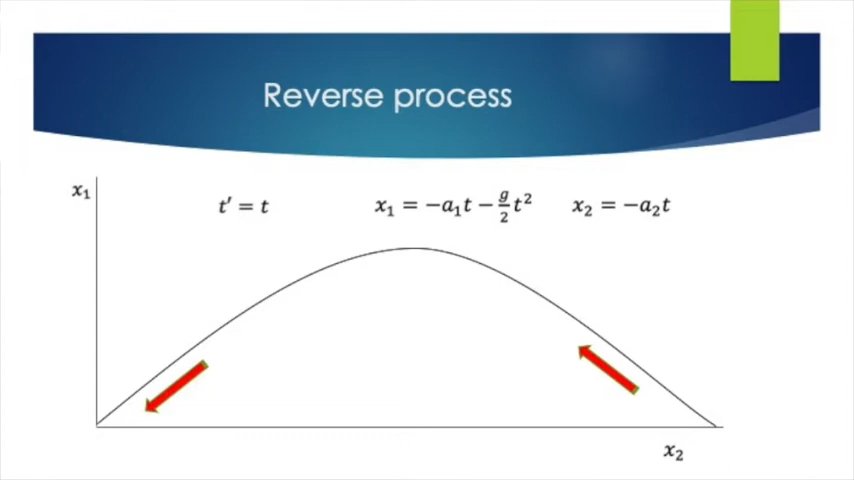 Reverse process
x₁
t′ = t
x₁ = −a₁t − g/2 t²
x₂ = −a₂t
x₂